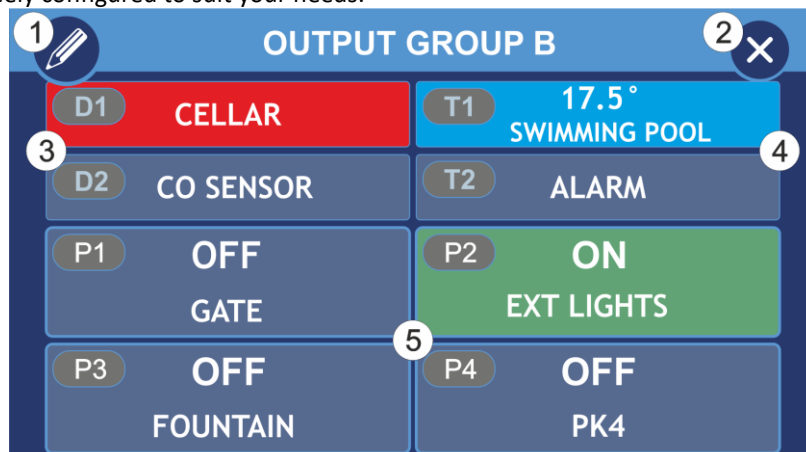 ely configured to suit your needs.
1 OUTPUT GROUP B 2
D1 CELLAR
T1 17.5°
SWIMMING POOL
3
4
D2 CO SENSOR
T2 ALARM
P1 OFF
GATE
P2 ON
EXT LIGHTS
5
P3 OFF
FOUNTAIN
P4 OFF
PK4